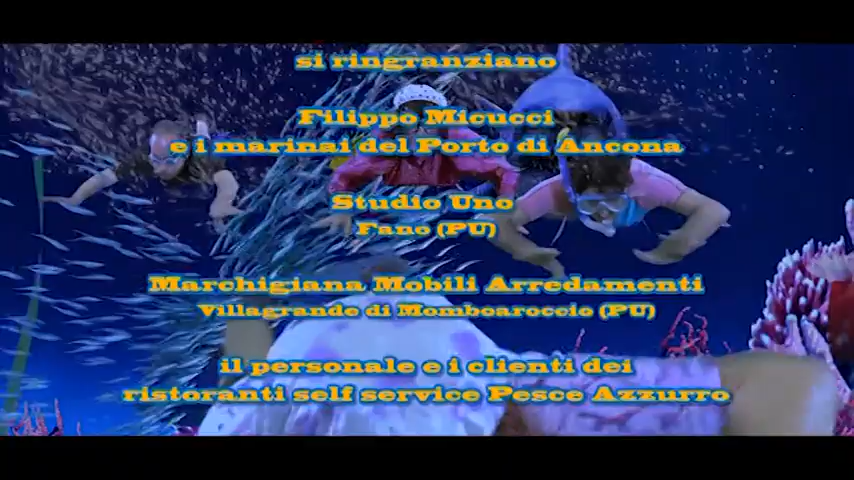 si ringranziano
Filippo Micucci
e i marinai del Porto di Ancona
Studio Uno
Fano (PU)
Marchigiana Mobili Arredamenti
Villagrande di Momboaroccio (PU)
il personale e i clienti dei
ristoranti self service Pesce Azzurro